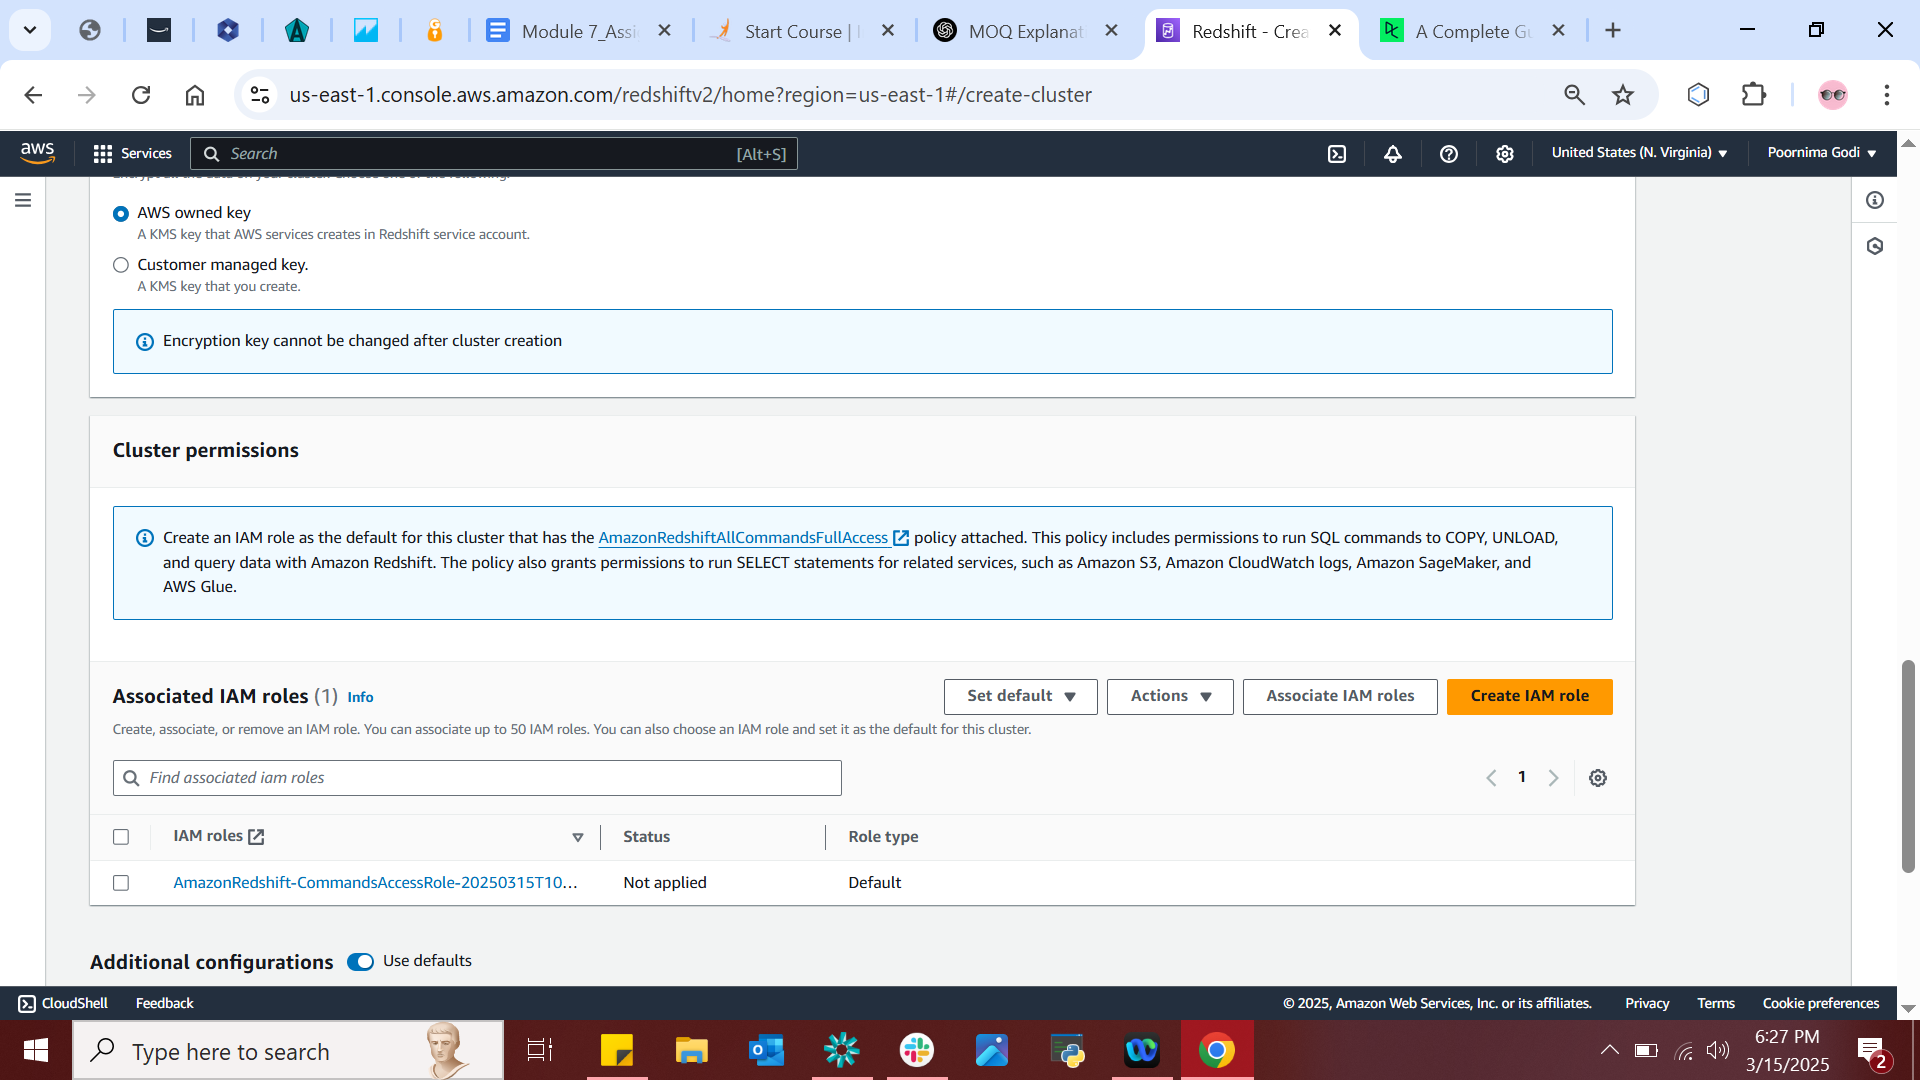 Module 7_Assi
Start Course |
MOQ Explanat
Redshift - Crea
A Complete Gu
us-east-1.console.aws.amazon.com/redshiftv2/home?region=us-east-1#/create-cluster
aws
Services
Search
[Alt+S]
United States (N. Virginia)
Poornima Godi
AWS owned key
A KMS key that AWS services creates in Redshift service account.
Customer managed key.
A KMS key that you create.
Encryption key cannot be changed after cluster creation
Cluster permissions
Create an IAM role as the default for this cluster that has the AmazonRedshiftAllCommandsFullAccess policy attached. This policy includes permissions to run SQL commands to COPY, UNLOAD,
and query data with Amazon Redshift. The policy also grants permissions to run SELECT statements for related services, such as Amazon S3, Amazon CloudWatch logs, Amazon SageMaker, and
AWS Glue.
Associated IAM roles (1) Info
Set default
Actions
Associate IAM roles
Create IAM role
Create, associate, or remove an IAM role. You can associate up to 50 IAM roles. You can also choose an IAM role and set it as the default for this cluster.
Find associated iam roles
1
IAM roles
Status
Role type
AmazonRedshift-CommandsAccessRole-20250315T10...
Not applied
Default
Additional configurations
Use defaults
CloudShell
Feedback
© 2025, Amazon Web Services, Inc. or its affiliates.
Privacy
Terms
Cookie preferences
Type here to search
6:27 PM
3/15/2025
2